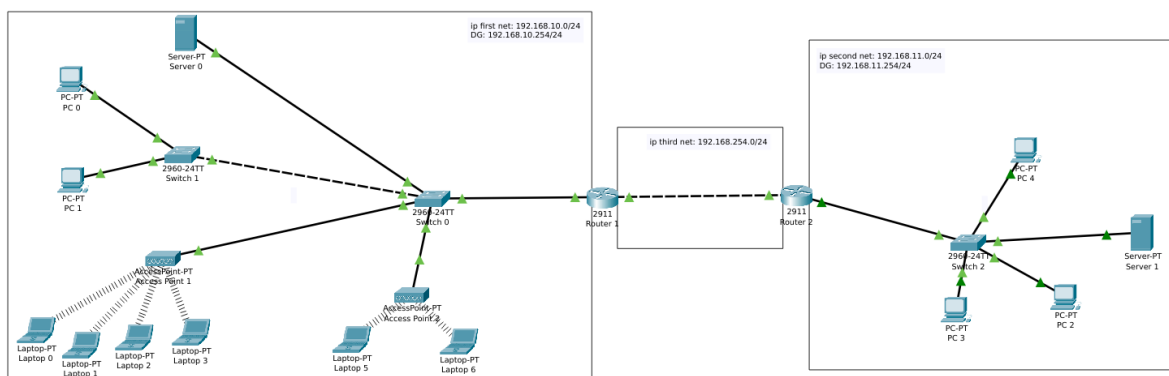 ip first net: 192.168.10.0/24
DG: 192.168.10.254/24
Server-PT
Server 0
PC-PT
PC 0
2960-24TT
Switch 1
PC-PT
PC 1
2960-24TT
Switch 0
AccessPoint-PT
Access Point 1
AccessPoint-PT
Access Point 2
Laptop-PT
Laptop 0
Laptop-PT
Laptop 1
Laptop-PT
Laptop 2
Laptop-PT
Laptop 3
Laptop-PT
Laptop 5
Laptop-PT
Laptop 6
2911
Router 1
ip third net: 192.168.254.0/24
2911
Router 2
ip second net: 192.168.11.0/24
DG: 192.168.11.254/24
PC-PT
PC 4
2960-24TT
Switch 2
Server-PT
Server 1
PC-PT
PC 2
PC-PT
PC 3